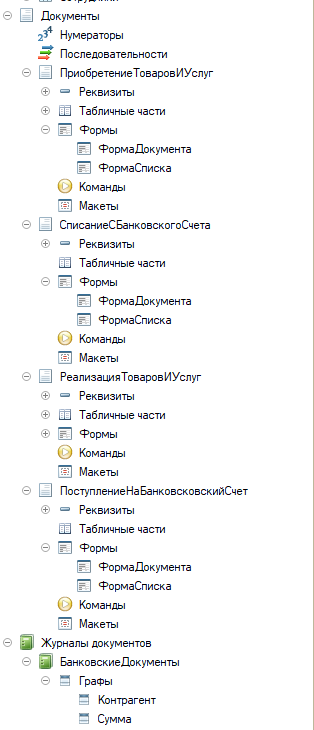 Документы
Нумераторы
Последовательности
ПриобретениеТоваровИУслуг
Реквизиты
Табличные части
Формы
ФормаДокумента
ФормаСписка
Команды
Макеты
СписаниеСБанковскогоСчета
Реквизиты
Табличные части
Формы
ФормаДокумента
ФормаСписка
Команды
Макеты
РеализацияТоваровИУслуг
Реквизиты
Табличные части
Формы
Команды
Макеты
ПоступлениеНаБанковсковскийСчет
Реквизиты
Табличные части
Формы
ФормаДокумента
ФормаСписка
Команды
Макеты
Журналы документов
БанковскиеДокументы
Графы
Контрагент
Сумма